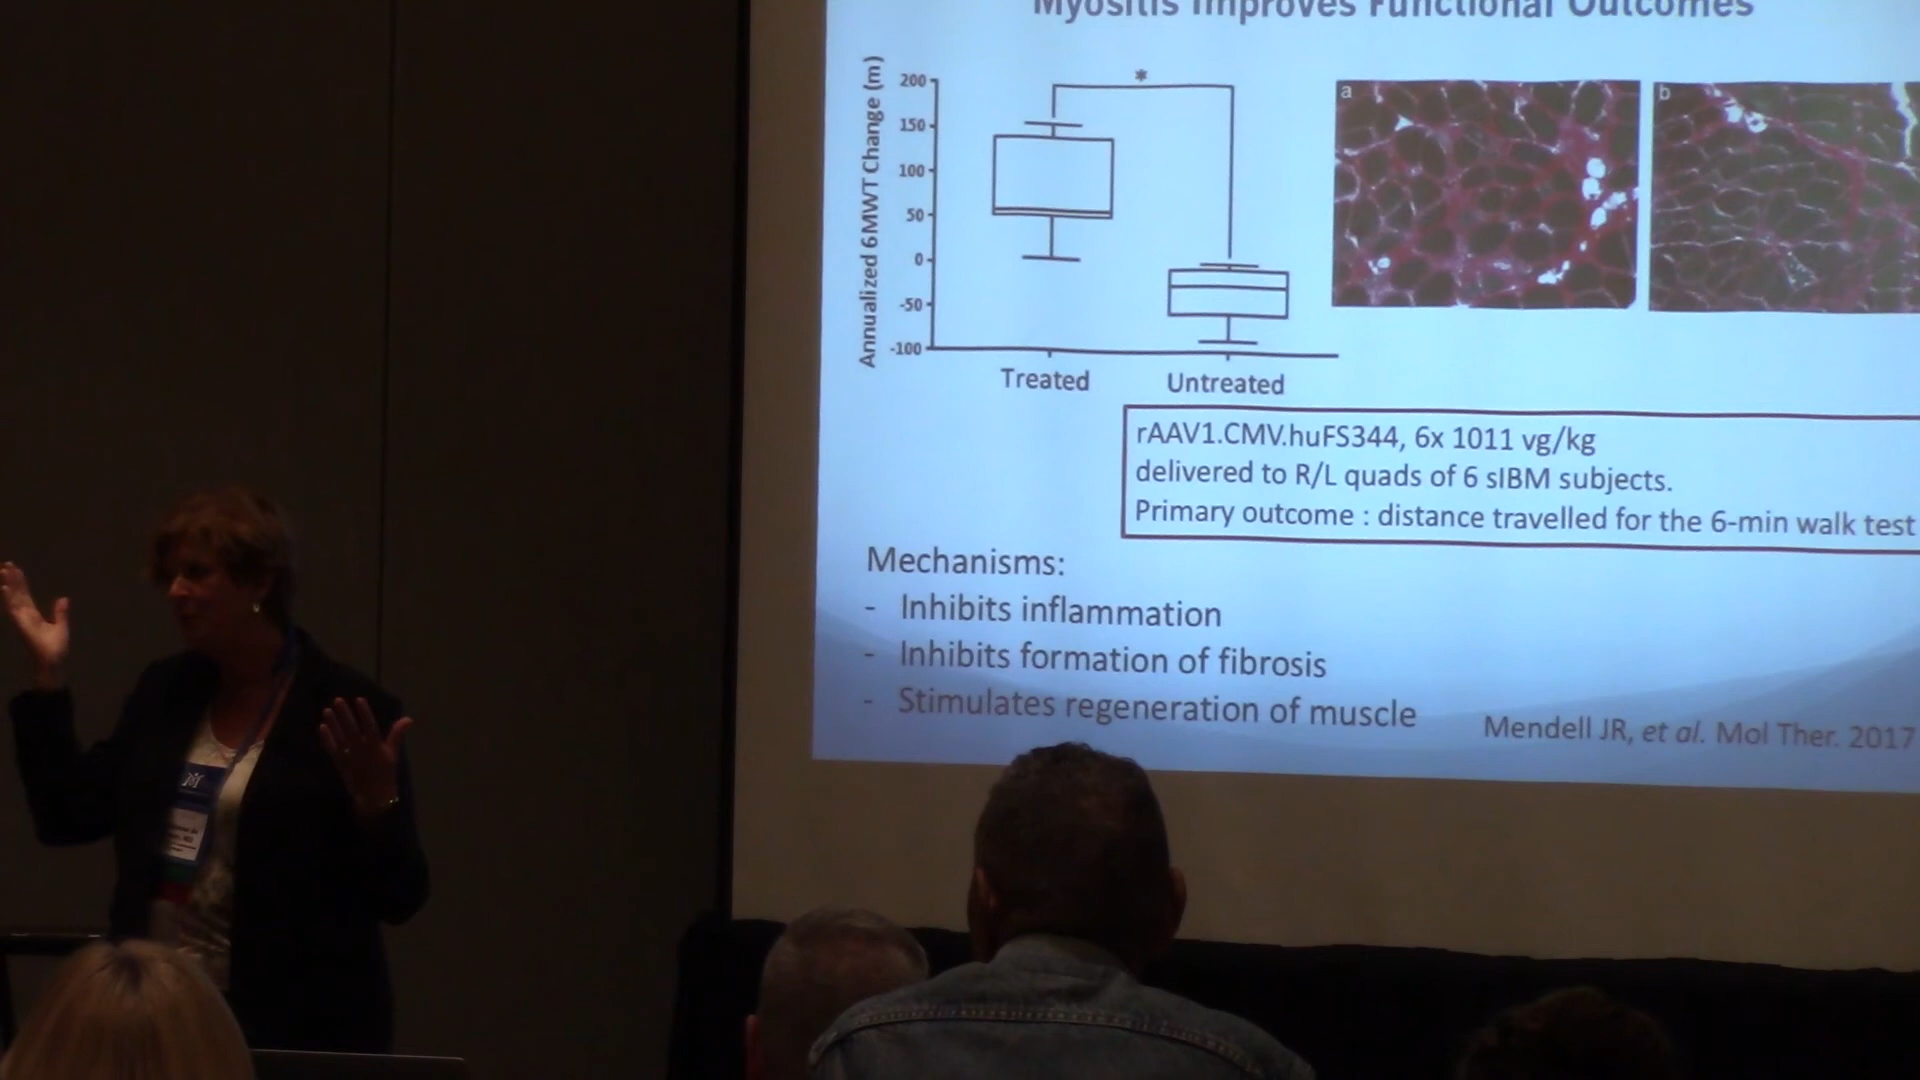 Myositis Improves Functional Outcomes
Annualized 6MWT Change (m)
200
150
100
50
0
-50
-100
*
Treated
Untreated
a
b
rAAV1.CMV.huFS344, 6x 1011 vg/kg
delivered to R/L quads of 6 sIBM subjects.
Primary outcome : distance travelled for the 6-min walk test
Mechanisms:
- Inhibits inflammation
- Inhibits formation of fibrosis
- Stimulates regeneration of muscle
Mendell JR, et al. Mol Ther. 2017